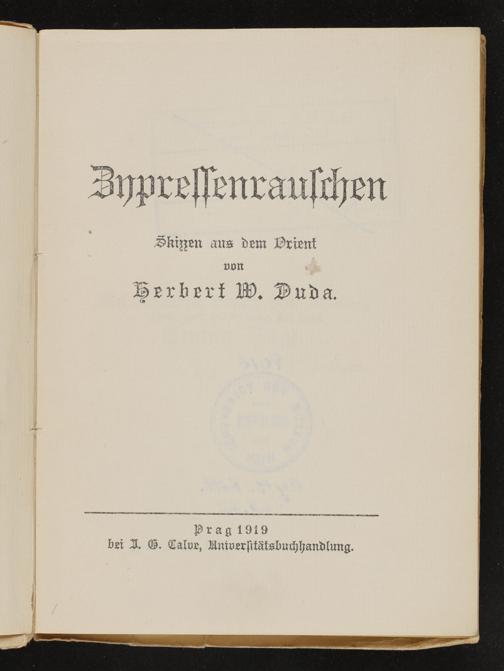 Zypressenrauschen
Skizzen aus dem Orient
von
Herbert W. Duda.
Prag 1919
bei J. G. Calve, Universitätsbuchhandlung.